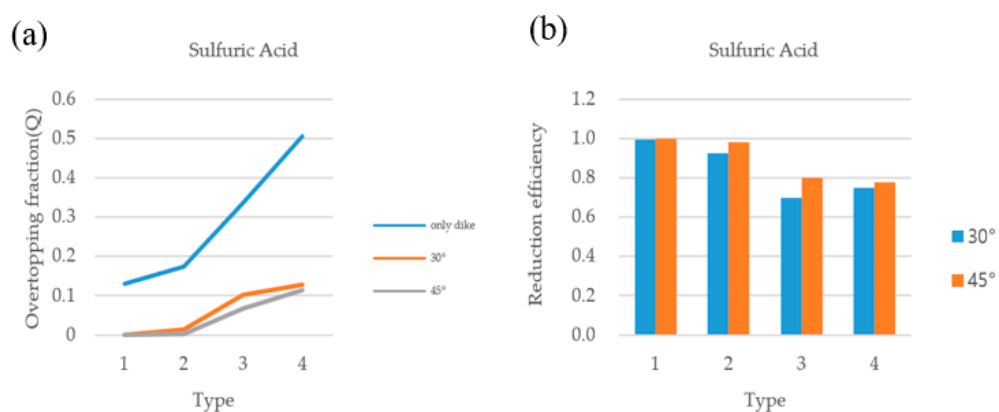 (a)
Sulfuric Acid
Overtopping fraction(Q)
0.6
0.5
0.4
0.3
0.2
0.1
0
1 2 3 4
Type
only dike
30°
45°
(b)
Sulfuric Acid
Reduction efficiency
1.2
1.0
0.8
0.6
0.4
0.2
0.0
1 2 3 4
Type
30°
45°